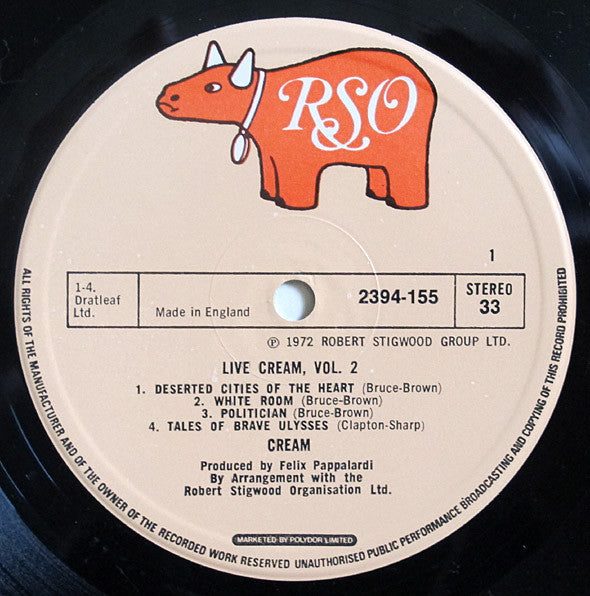 RSO
1
1-4.
Dratleaf
Ltd.
Made in England
2394-155
STEREO
33
℗ 1972 ROBERT STIGWOOD GROUP LTD.
LIVE CREAM, VOL. 2
1. DESERTED CITIES OF THE HEART (Bruce-Brown)
2. WHITE ROOM (Bruce-Brown)
3. POLITICIAN (Bruce-Brown)
4. TALES OF BRAVE ULYSSES (Clapton-Sharp)
CREAM
Produced by Felix Pappalardi
By Arrangement with the
Robert Stigwood Organisation Ltd.
MARKETED BY POLYDOR LIMITED
ALL RIGHTS OF THE MANUFACTURER AND OF THE OWNER OF THE RECORDED WORK RESERVED UNAUTHORISED PUBLIC PERFORMANCE BROADCASTING AND COPYING OF THIS RECORD PROHIBITED